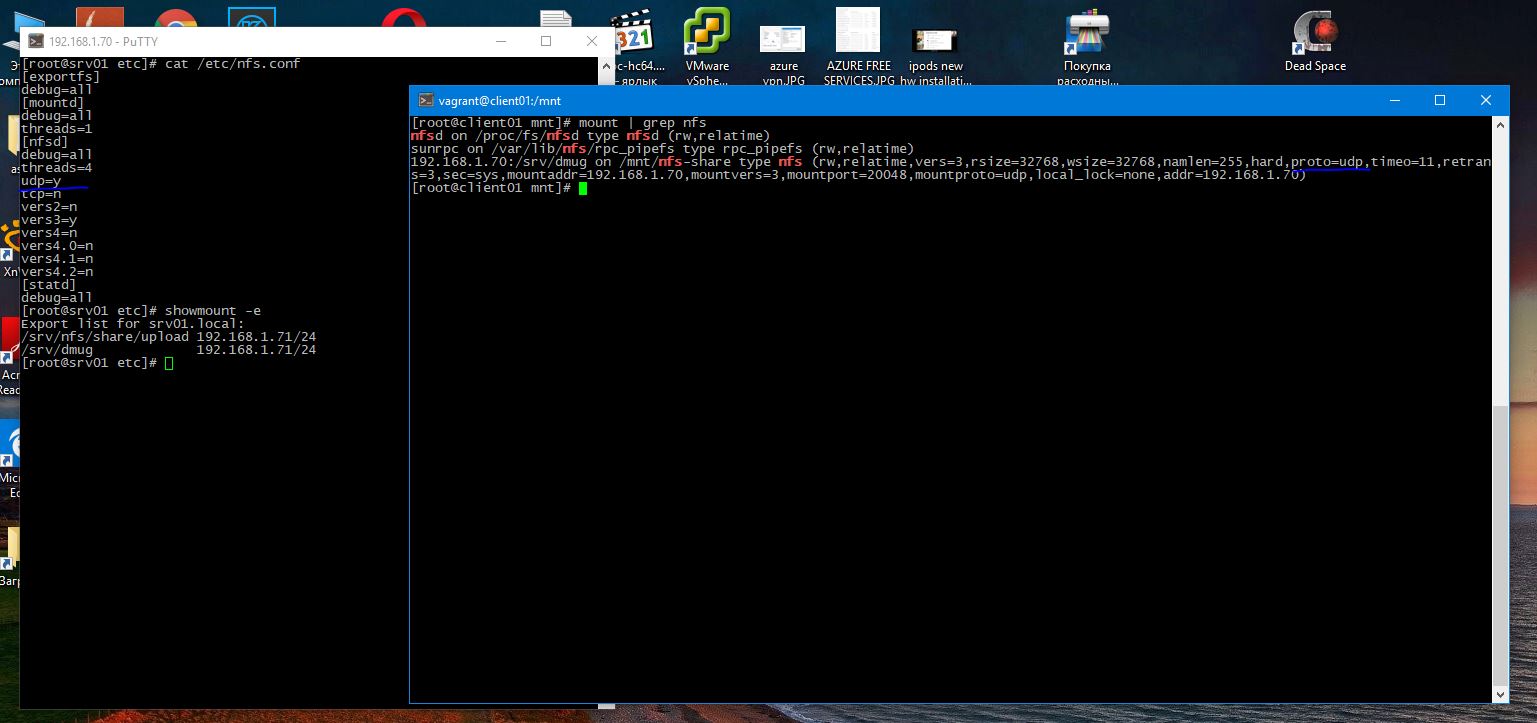 321
VMware
vSphe...
azure
vpn.JPG
AZURE FREE
SERVICES.JPG
ipods new
hw installati...
Покупка
расходны...
Dead Space
192.168.1.70 - PuTTY
[root@srv01 etc]# cat /etc/nfs.conf
[exportfs]
debug=all
[mountd]
debug=all
threads=1
[nfsd]
debug=all
threads=4
udp=y
tcp=n
vers2=n
vers3=y
vers4=n
vers4.0=n
vers4.1=n
vers4.2=n
[statd]
debug=all
[root@srv01 etc]# showmount -e
Export list for srv01.local:
/srv/nfs/share/upload 192.168.1.71/24
/srv/dmug             192.168.1.71/24
[root@srv01 etc]#
vagrant@client01:/mnt
[root@client01 mnt]# mount | grep nfs
nfsd on /proc/fs/nfsd type nfsd (rw,relatime)
sunrpc on /var/lib/nfs/rpc_pipefs type rpc_pipefs (rw,relatime)
192.168.1.70:/srv/dmug on /mnt/nfs-share type nfs (rw,relatime,vers=3,rsize=32768,wsize=32768,namlen=255,hard,proto=udp,timeo=11,retran
s=3,sec=sys,mountaddr=192.168.1.70,mountvers=3,mountport=20048,mountproto=udp,local_lock=none,addr=192.168.1.70)
[root@client01 mnt]#